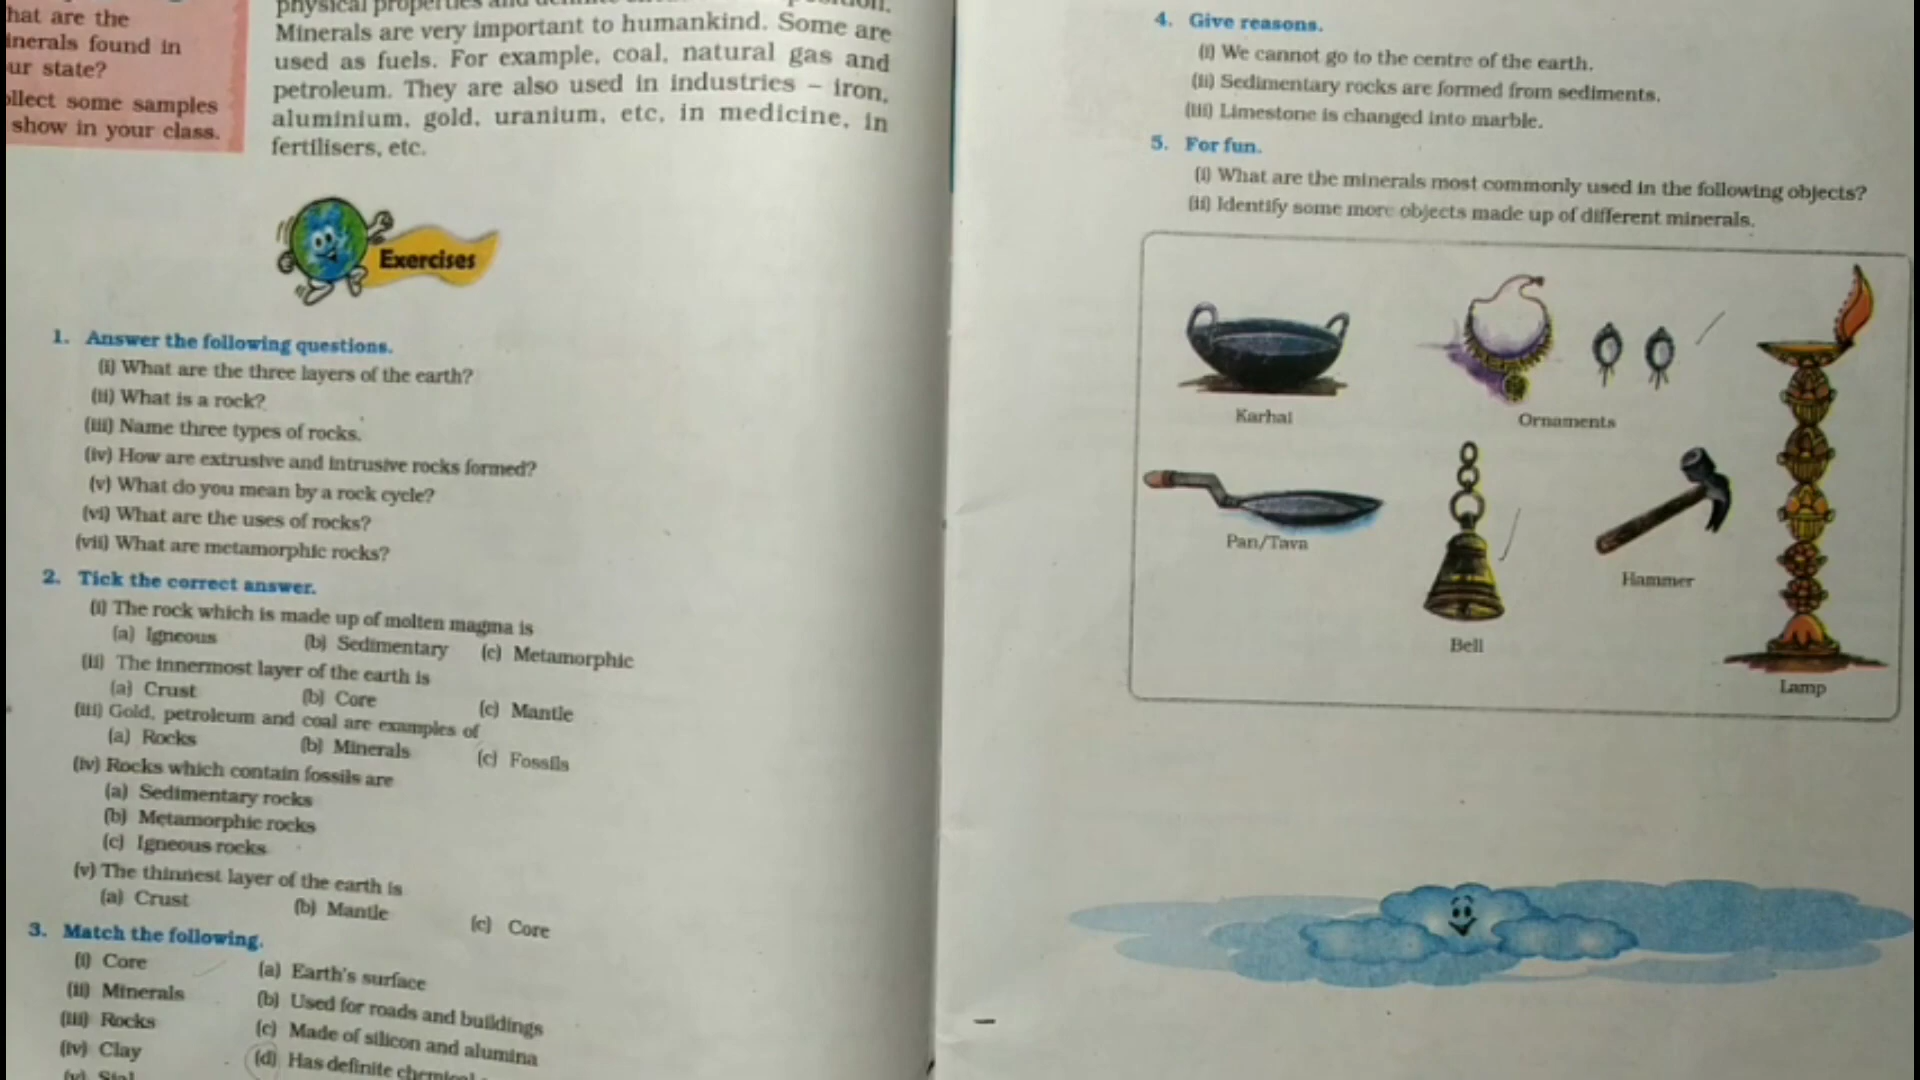 hat are the
inerals found in
ur state?
ollect some samples
show in your class.
physical properties and
Minerals are very important to humankind. Some are
used as fuels. For example, coal, natural gas and
petroleum. They are also used in industries – iron,
aluminium, gold, uranium, etc, in medicine, in
fertilisers, etc.
Exercises
1. Answer the following questions.
(i) What are the three layers of the earth?
(ii) What is a rock?
(iii) Name three types of rocks.
(iv) How are extrusive and intrusive rocks formed?
(v) What do you mean by a rock cycle?
(vi) What are the uses of rocks?
(vii) What are metamorphic rocks?
2. Tick the correct answer.
(i) The rock which is made up of molten magma is
(a) Igneous (b) Sedimentary (c) Metamorphic
(ii) The innermost layer of the earth is
(a) Crust (b) Core (c) Mantle
(iii) Gold, petroleum and coal are examples of
(a) Rocks (b) Minerals (c) Fossils
(iv) Rocks which contain fossils are
(a) Sedimentary rocks
(b) Metamorphic rocks
(c) Igneous rocks
(v) The thinnest layer of the earth is
(a) Crust (b) Mantle (c) Core
3. Match the following.
(i) Core (a) Earth's surface
(ii) Minerals (b) Used for roads and buildings
(iii) Rocks (c) Made of silicon and alumina
(iv) Clay (d) Has definite chemical
(v) Sial
4. Give reasons.
(i) We cannot go to the centre of the earth.
(ii) Sedimentary rocks are formed from sediments.
(iii) Limestone is changed into marble.
5. For fun.
(i) What are the minerals most commonly used in the following objects?
(ii) Identify some more objects made up of different minerals.
Karhai
Ornaments
Pan/Tava
Bell
Hammer
Lamp